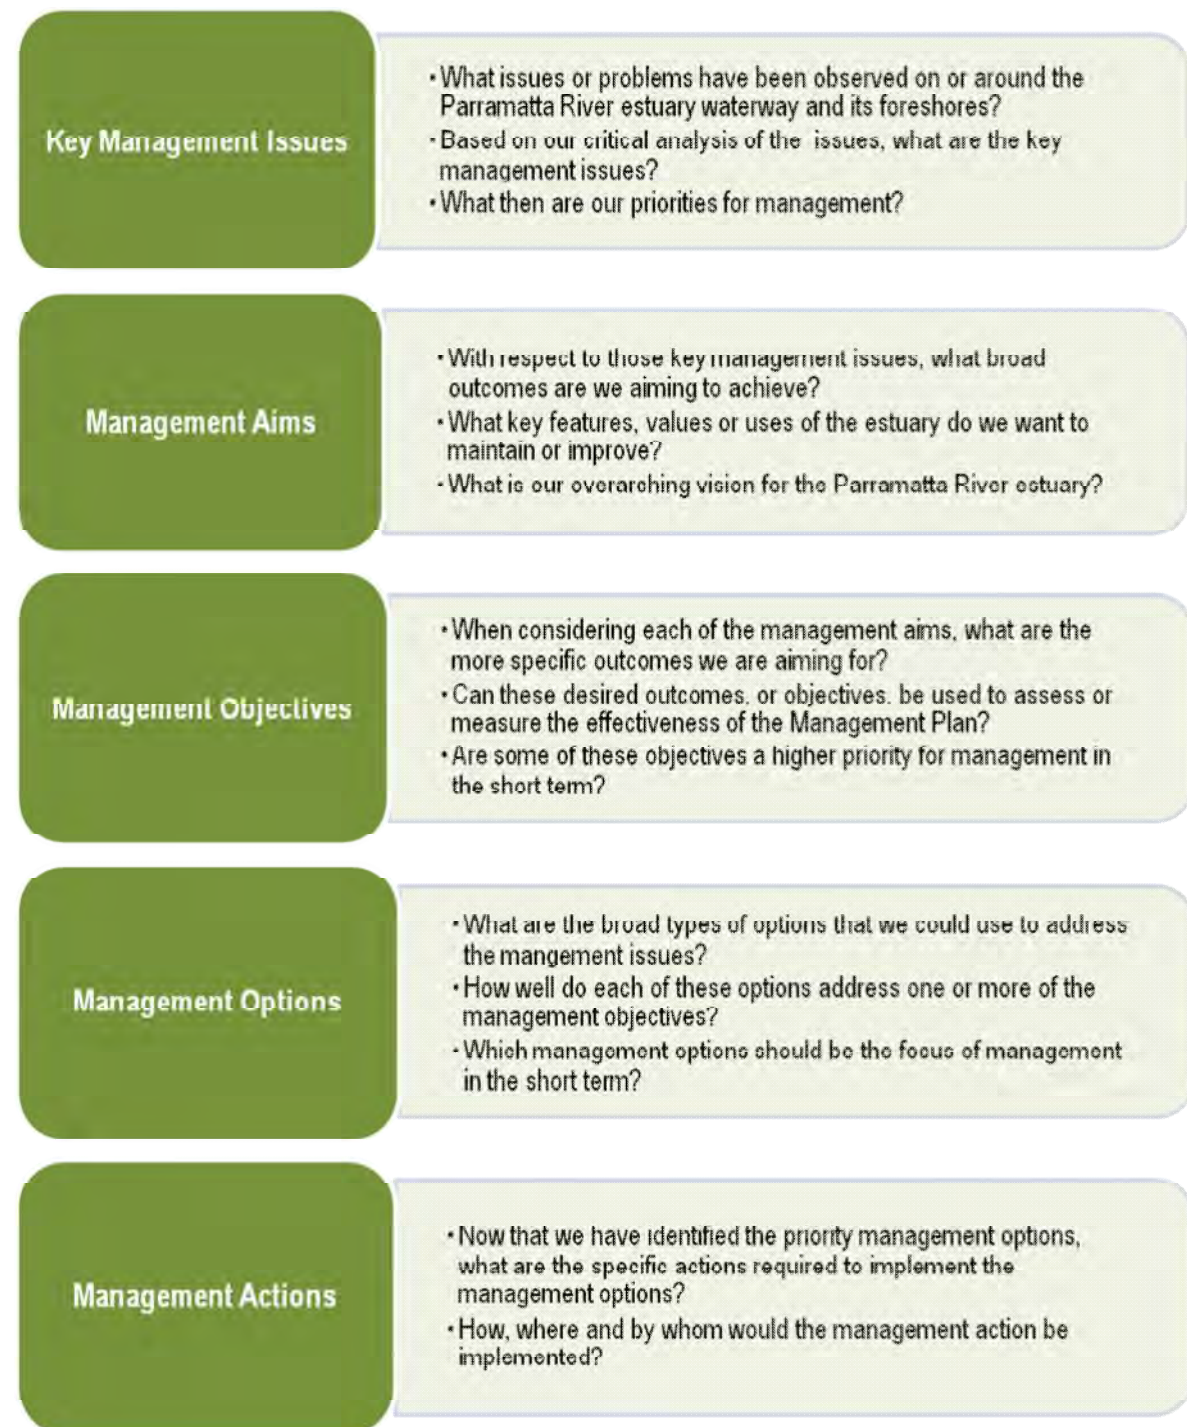 Key Management Issues
• What issues or problems have been observed on or around the
Parramatta River estuary waterway and its foreshores?
• Based on our critical analysis of the issues, what are the key
management issues?
• What then are our priorities for management?
Management Aims
• With respect to those key management issues, what broad
outcomes are we aiming to achieve?
• What key features, values or uses of the estuary do we want to
maintain or improve?
• What is our overarching vision for the Parramatta River estuary?
Management Objectives
• When considering each of the management aims, what are the
more specific outcomes we are aiming for?
• Can these desired outcomes, or objectives, be used to assess or
measure the effectiveness of the Management Plan?
• Are some of these objectives a higher priority for management in
the short term?
Management Options
• What are the broad types of options that we could use to address
the mangement issues?
• How well do each of these options address one or more of the
management objectives?
• Which management options should be the focus of management
in the short term?
Management Actions
• Now that we have identified the priority management options,
what are the specific actions required to implement the
management options?
• How, where and by whom would the management action be
implemented?